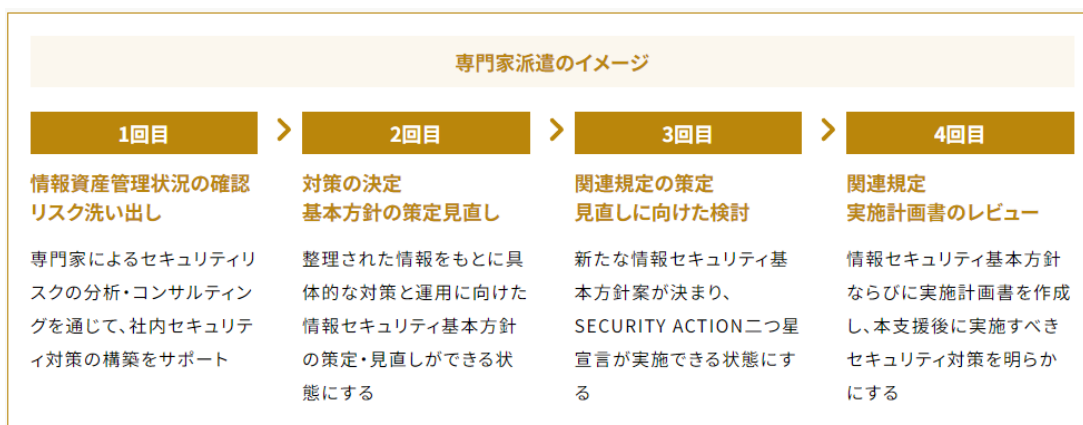 専門家派遣のイメージ
1回目
情報資産管理状況の確認
リスク洗い出し
専門家によるセキュリティリ
スクの分析・コンサルティン
グを通じて、社内セキュリテ
ィ対策の構築をサポート
2回目
対策の決定
基本方針の策定見直し
整理された情報をもとに具
体的な対策と運用に向けた
情報セキュリティ基本方針
の策定・見直しができる状
態にする
3回目
関連規定の策定
見直しに向けた検討
新たな情報セキュリティ基
本方針案が決まり、
SECURITY ACTION二つ星
宣言が実施できる状態にす
る
4回目
関連規定
実施計画書のレビュー
情報セキュリティ基本方針
ならびに実施計画書を作成
し、本支援後に実施すべき
セキュリティ対策を明らか
にする